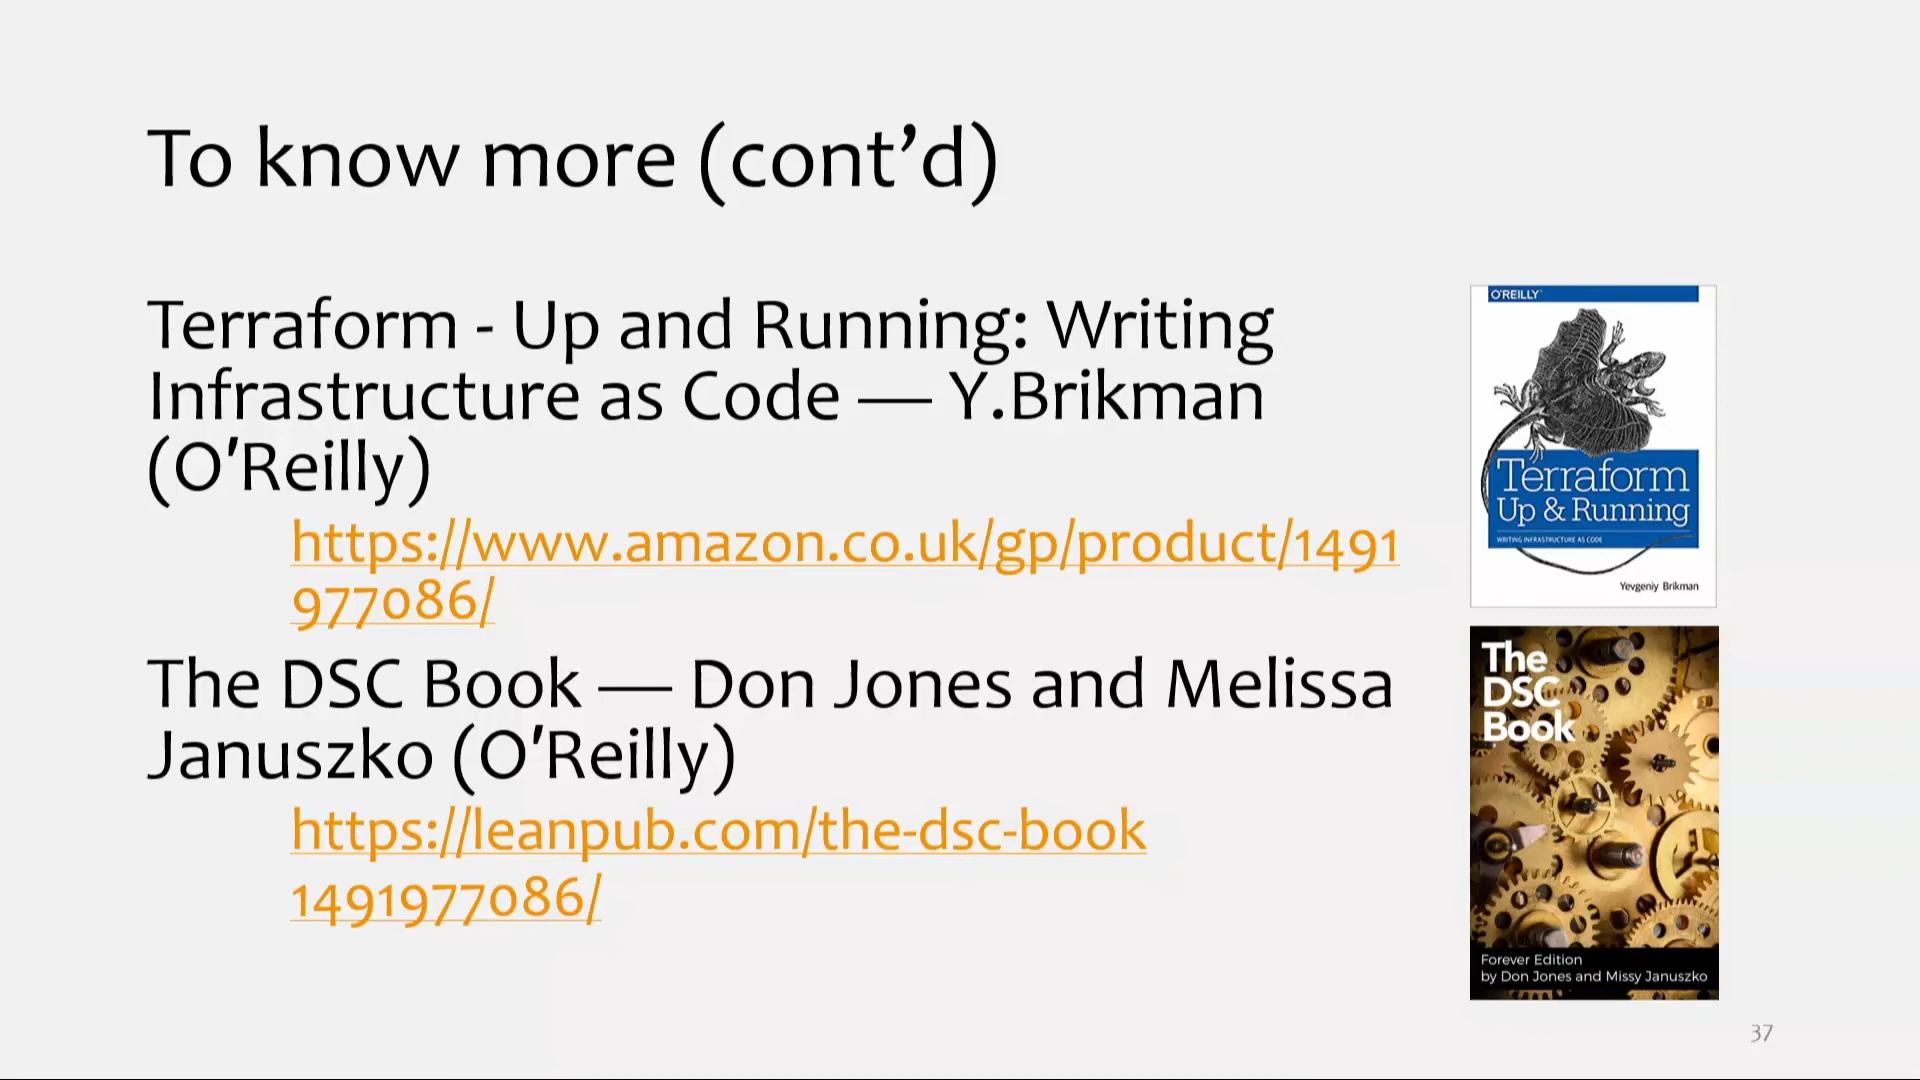 To know more (cont’d)
Terraform - Up and Running: Writing
Infrastructure as Code — Y.Brikman
(O'Reilly)
https://www.amazon.co.uk/gp/product/1491
977086/
The DSC Book — Don Jones and Melissa
Januszko (O'Reilly)
https://leanpub.com/the-dsc-book
1491977086/
O'REILLY
Terraform
Up & Running
WRITING INFRASTRUCTURE AS CODE
Yevgeniy Brikman
The
DSC
Book
Forever Edition
by Don Jones and Missy Januszko
37